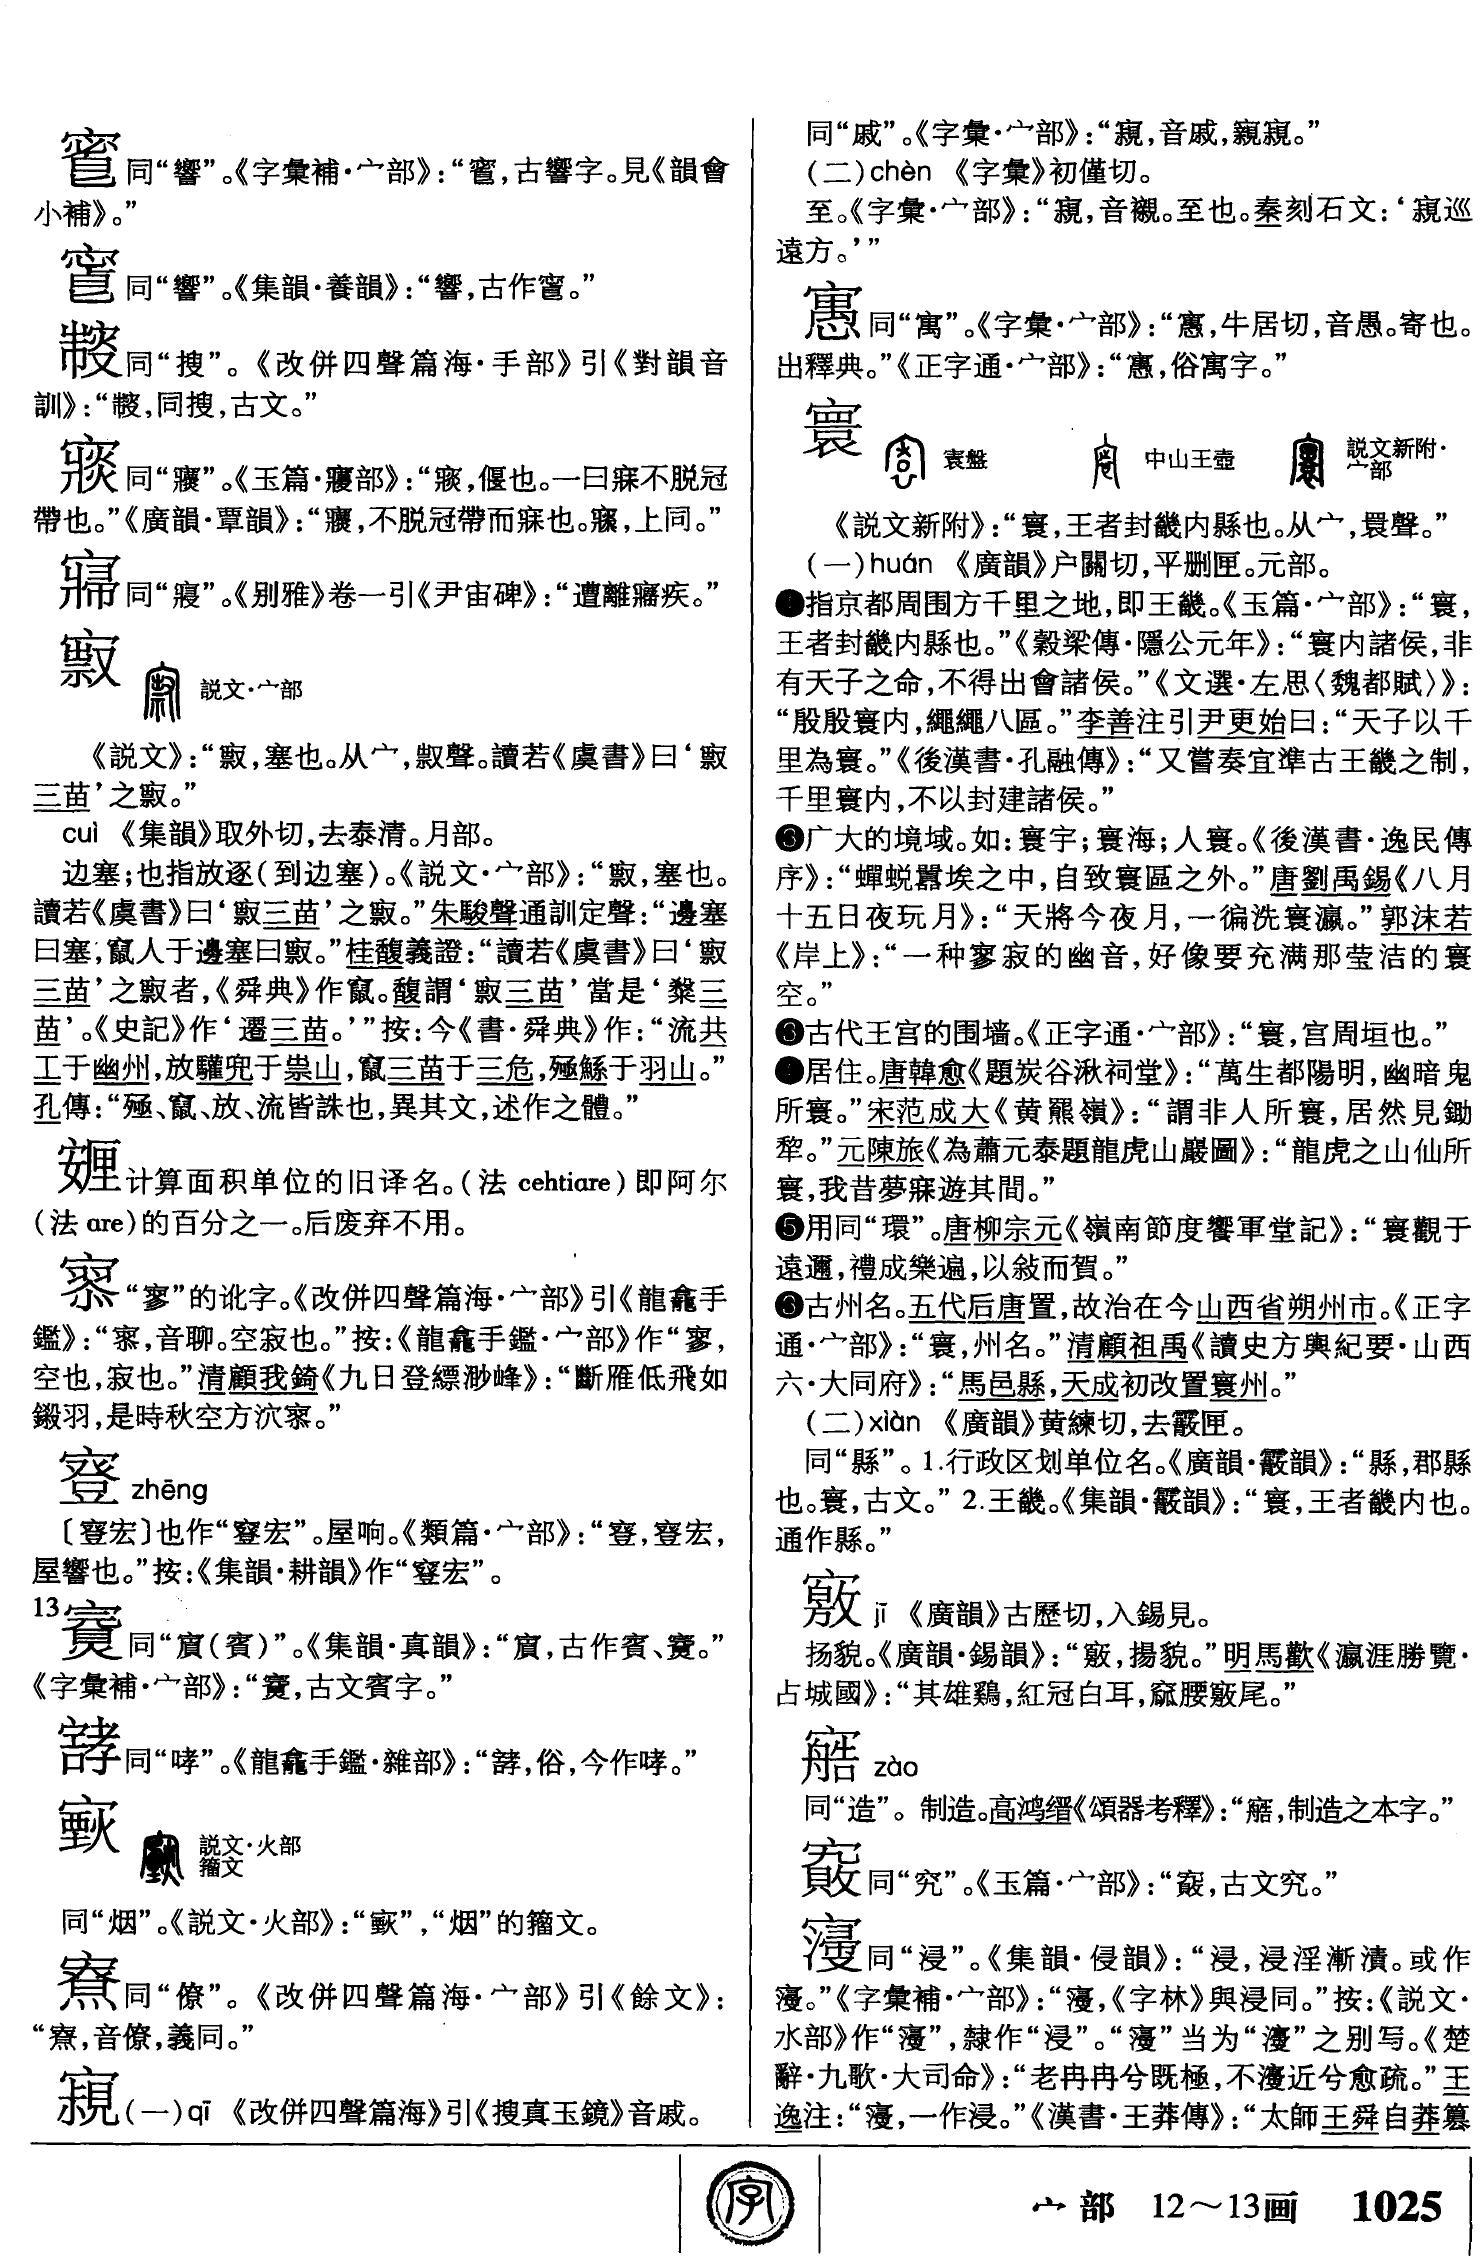 同“響”。《字彙補·宀部》：“，古響字。見《韻會
小補》。”
同“響”。《集韻·養韻》：“響，古作。”
同“搜”。《改併四聲篇海·手部》引《對韻音
訓》：“，同搜，古文。”
同“寱”。《玉篇·㝱部》：“，偃也。一曰寐不脱冠
帶也。”《廣韻·覃韻》：“，不脱冠帶而寐也。，上同。”
同“寢”。《别雅》卷一引《尹宙碑》：“遭離寢疾。”
㝮 説文·宀部
《説文》：“㝮，塞也。从宀，𣀔聲。讀若《虞書》曰‘㝮
三苗’之㝮。”
cuì 《集韻》取外切，去泰清。月部。
边塞；也指放逐（到边塞）。《説文·宀部》：“㝮，塞也。
讀若《虞書》曰‘㝮三苗’之㝮。”朱駿聲通訓定聲：“邊塞
曰塞，竄人于邊塞曰㝮。”桂馥義證：“讀若《虞書》曰‘㝮
三苗’之㝮者，《舜典》作竄。馥謂‘㝮三苗’當是‘㯿三
苗’。《史記》作‘遷三苗。’”按：今《書·舜典》作：“流共
工于幽州，放驩兜于崇山，竄三苗于三危，殛鯀于羽山。”
孔傳：“殛、竄、放、流皆誅也，異其文，述作之體。”
计算面积单位的旧译名。（法 cehtiare）即阿尔
（法 are）的百分之一。后废弃不用。
“寥”的讹字。《改併四聲篇海·宀部》引《龍龕手
鑑》：“，音聊。空寂也。”按：《龍龕手鑑·宀部》作“寥，
空也，寂也。”清顧我錡《九日登縹渺峰》：“斷雁低飛如
鎩羽，是時秋空方泬。”
zhēng
〔宏〕也作“宏”。屋响。《類篇·宀部》：“，宏，
屋響也。”按：《集韻·耕韻》作“宏”。
13
同“賔（賓）”。《集韻·真韻》：“賔，古作賓、。”
《字彙補·宀部》：“，古文賓字。”
同“哮”。《龍龕手鑑·雜部》：“，俗，今作哮。”
説文·火部
籀文
同“烟”。《説文·火部》：“”，“烟”的籀文。
寮同“僚”。《改併四聲篇海·宀部》引《餘文》：
“寮，音僚，義同。”
寴（一）qī 《改併四聲篇海》引《搜真玉鏡》音戚。
同“戚”。《字彙·宀部》：“寴，音戚，親寴。”
（二）chèn 《字彙》初僅切。
至。《字彙·宀部》：“寴，音襯。至也。秦刻石文：‘寴巡
遠方。’”
同“寓”。《字彙·宀部》：“，牛居切，音愚。寄也。
出釋典。”《正字通·宀部》：“，俗寓字。”
寰 袁盤 中山王壺 説文新附·
宀部
《説文新附》：“寰，王者封畿内縣也。从宀，睘聲。”
（一）huán 《廣韻》户關切，平删匣。元部。
❶指京都周围方千里之地，即王畿。《玉篇·宀部》：“寰，
王者封畿内縣也。”《穀梁傳·隱公元年》：“寰内諸侯，非
有天子之命，不得出會諸侯。”《文選·左思〈魏都賦〉》：
“殷殷寰内，繩繩八區。”李善注引尹更始曰：“天子以千
里為寰。”《後漢書·孔融傳》：“又嘗奏宜準古王畿之制，
千里寰内，不以封建諸侯。”
❸广大的境域。如：寰宇；寰海；人寰。《後漢書·逸民傳
序》：“蟬蜕囂埃之中，自致寰區之外。”唐劉禹錫《八月
十五日夜玩月》：“天將今夜月，一徧洗寰瀛。”郭沫若
《岸上》：“一种寥寂的幽音，好像要充满那莹洁的寰
空。”
❸古代王宫的围墙。《正字通·宀部》：“寰，宫周垣也。”
❹居住。唐韓愈《題炭谷湫祠堂》：“萬生都陽明，幽暗鬼
所寰。”宋范成大《黄羆嶺》：“謂非人所寰，居然見鋤
犂。”元陳旅《為蕭元泰題龍虎山巖圖》：“龍虎之山仙所
寰，我昔夢寐遊其間。”
❺用同“環”。唐柳宗元《嶺南節度饗軍堂記》：“寰觀于
遠邇，禮成樂遍，以敍而賀。”
❻古州名。五代后唐置，故治在今山西省朔州市。《正字
通·宀部》：“寰，州名。”清顧祖禹《讀史方輿紀要·山西
六·大同府》：“馬邑縣，天成初改置寰州。”
（二）xiàn 《廣韻》黄練切，去霰匣。
同“縣”。1.行政区划单位名。《廣韻·霰韻》：“縣，郡縣
也。寰，古文。” 2.王畿。《集韻·霰韻》：“寰，王者畿内也。
通作縣。”
jī 《廣韻》古歷切，入錫見。
扬貌。《廣韻·錫韻》：“，揚貌。”明馬歡《瀛涯勝覽·
占城國》：“其雄鷄，紅冠白耳，窊腰尾。”
zào
同“造”。制造。高鸿缙《頌器考釋》：“，制造之本字。”
同“究”。《玉篇·宀部》：“，古文究。”
同“浸”。《集韻·侵韻》：“浸，浸淫漸漬。或作
。”《字彙補·宀部》：“，《字林》與浸同。”按：《説文·
水部》作“”，隸作“浸”。“”当为“”之别写。《楚
辭·九歌·大司命》：“老冉冉兮既極，不近兮愈疏。”王
逸注：“，一作浸。”《漢書·王莽傳》：“太師王舜自莽篡
字
宀部 12～13画 1025